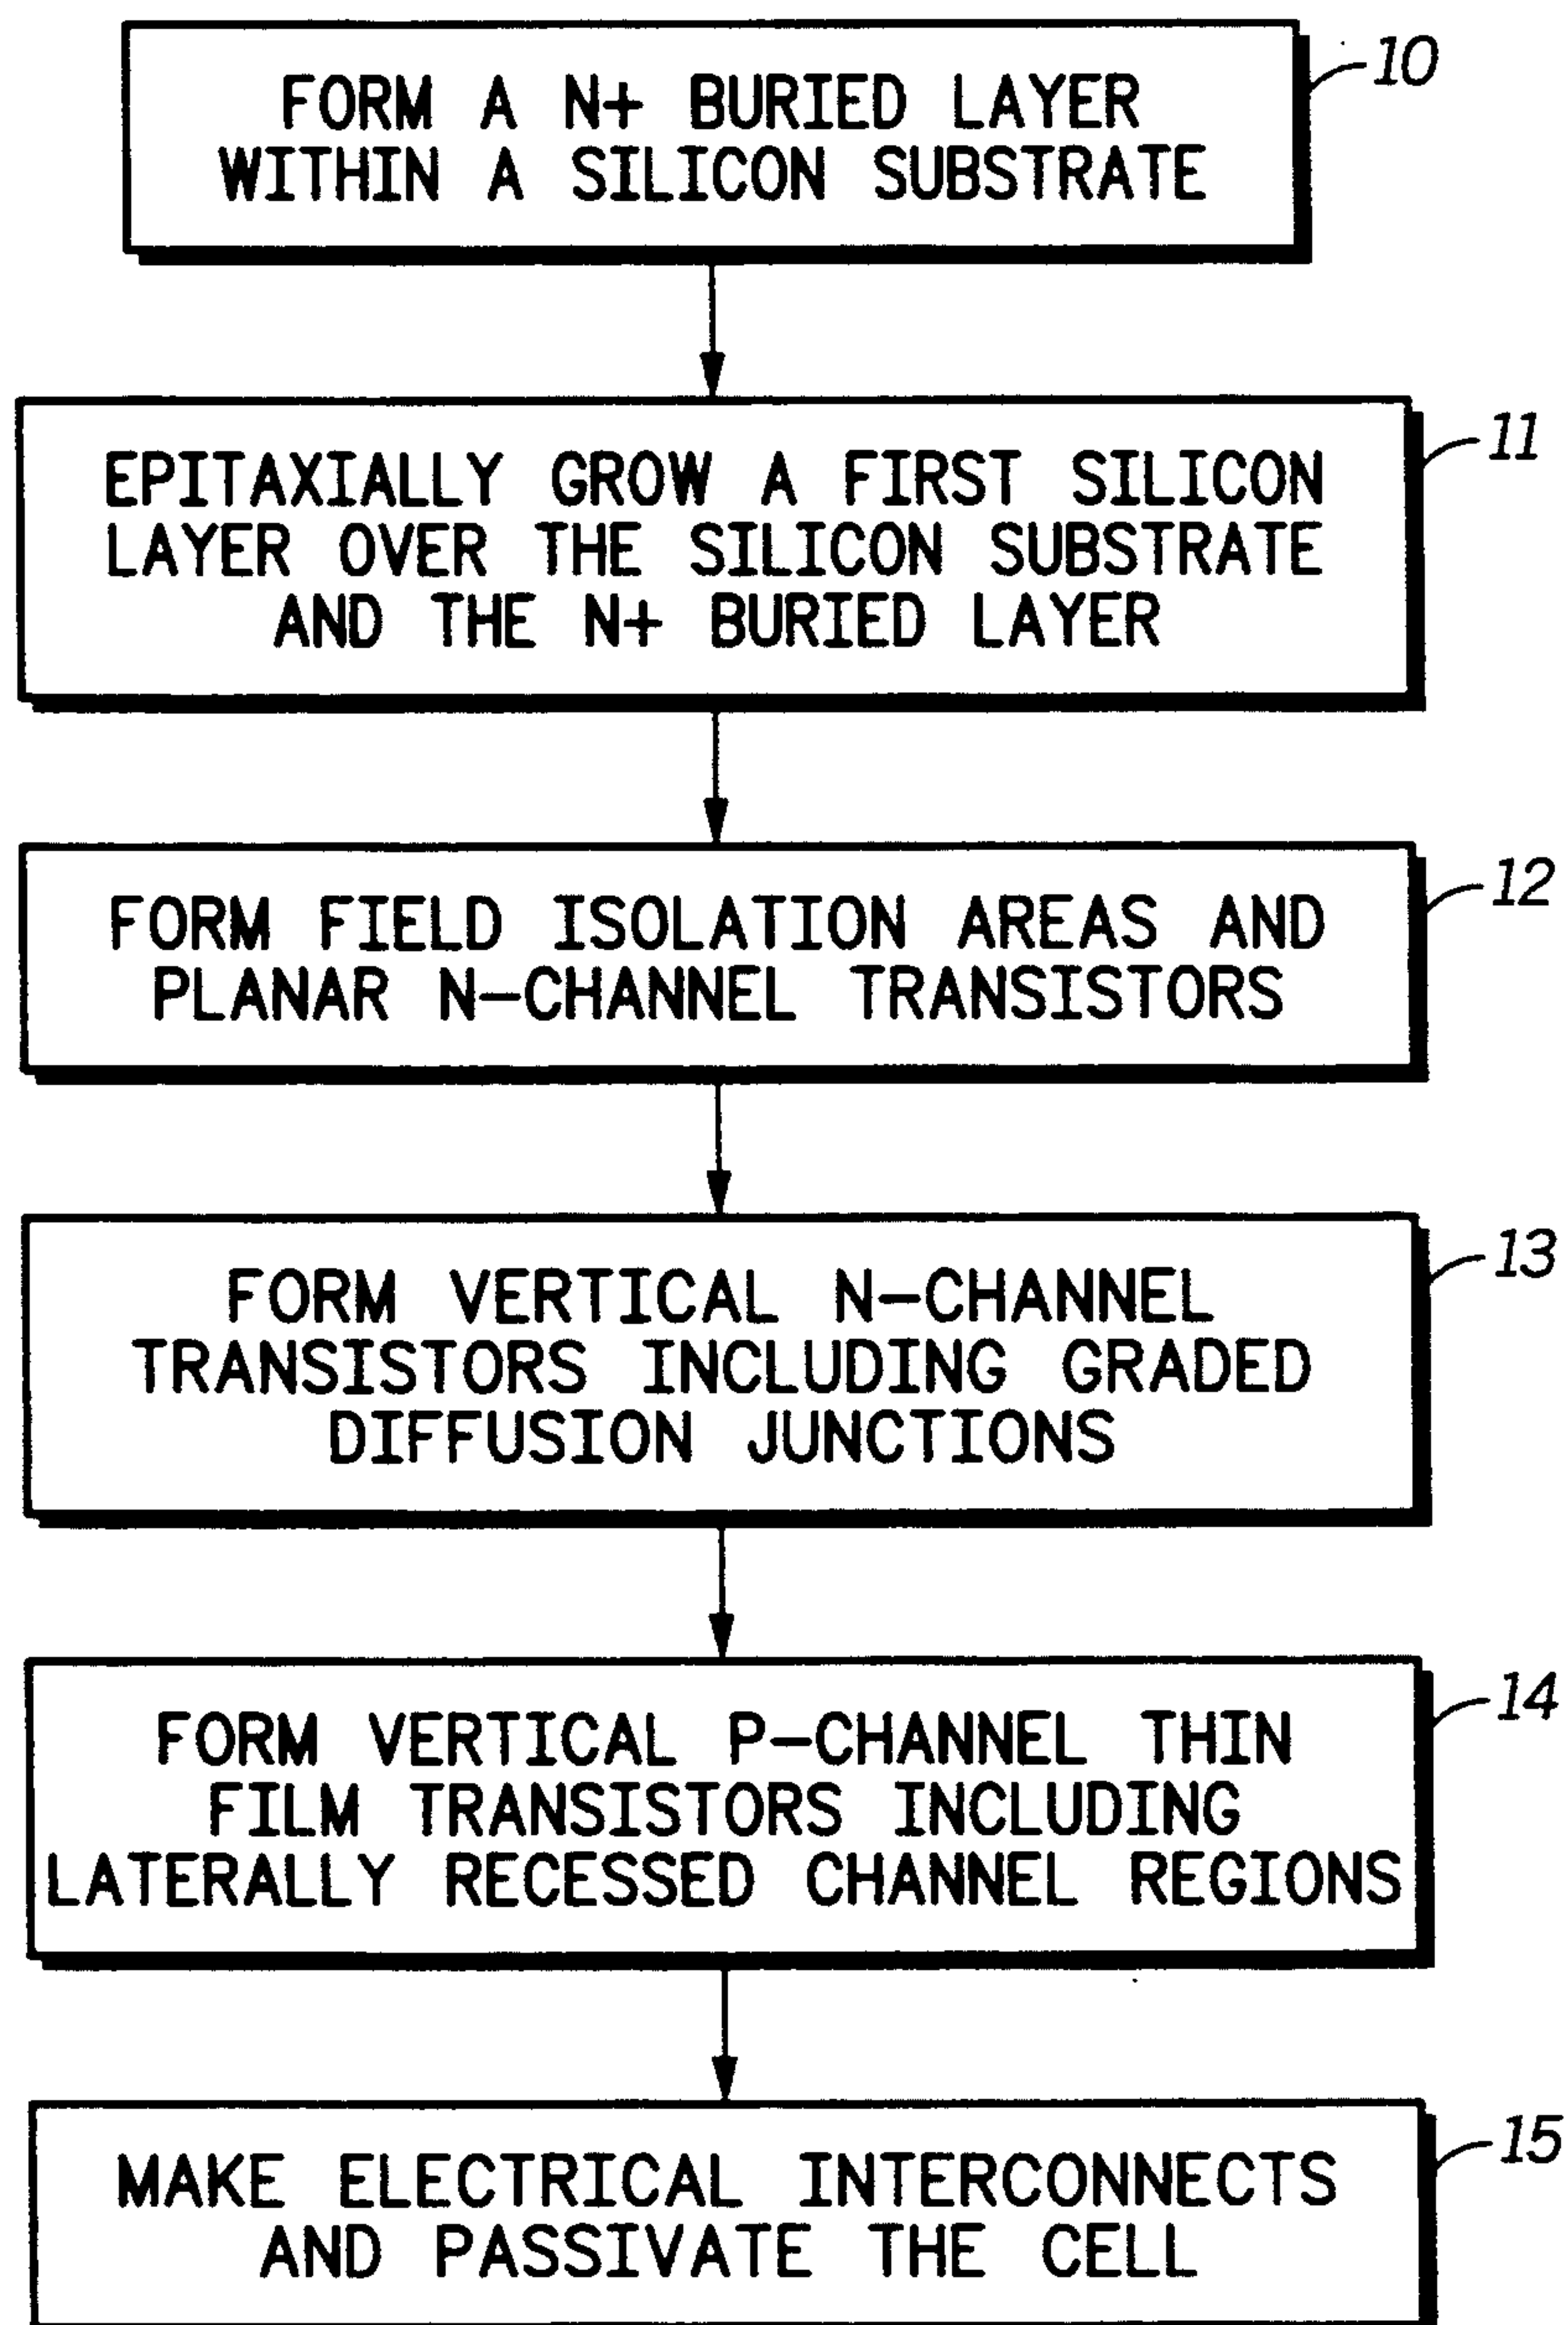 FORM A N+ BURIED LAYER
WITHIN A SILICON SUBSTRATE
10
EPITAXIALLY GROW A FIRST SILICON
LAYER OVER THE SILICON SUBSTRATE
AND THE N+ BURIED LAYER
11
FORM FIELD ISOLATION AREAS AND
PLANAR N-CHANNEL TRANSISTORS
12
FORM VERTICAL N-CHANNEL
TRANSISTORS INCLUDING GRADED
DIFFUSION JUNCTIONS
13
FORM VERTICAL P-CHANNEL THIN
FILM TRANSISTORS INCLUDING
LATERALLY RECESSED CHANNEL REGIONS
14
MAKE ELECTRICAL INTERCONNECTS
AND PASSIVATE THE CELL
15